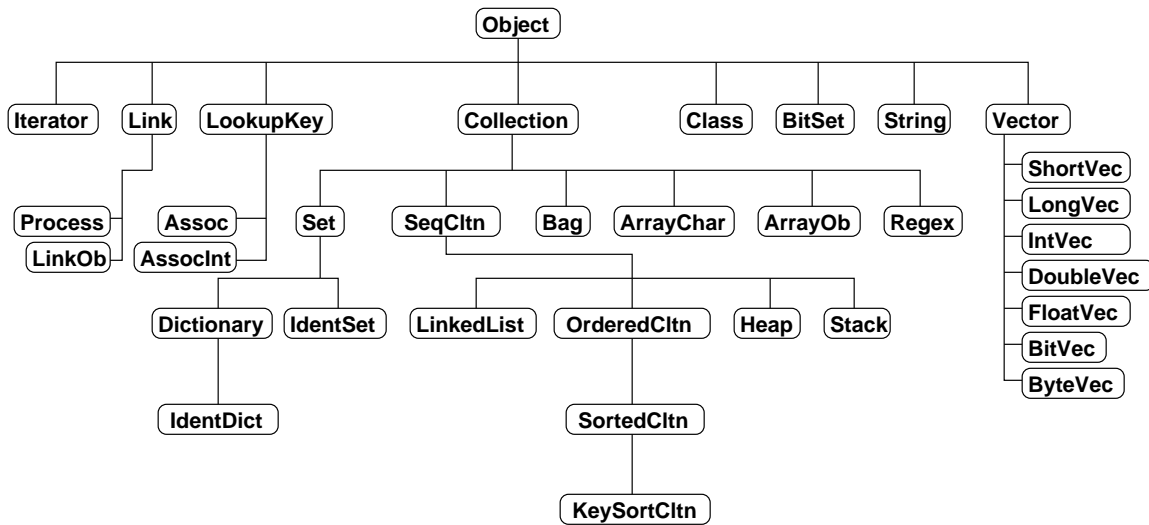 Object
Iterator Link LookupKey Collection Class BitSet String Vector
ShortVec
LongVec
Process Assoc Set SeqCltn Bag ArrayChar ArrayOb Regex
IntVec
LinkOb AssocInt
DoubleVec
FloatVec
Dictionary IdentSet LinkedList OrderedCltn Heap Stack
BitVec
ByteVec
IdentDict SortedCltn
KeySortCltn